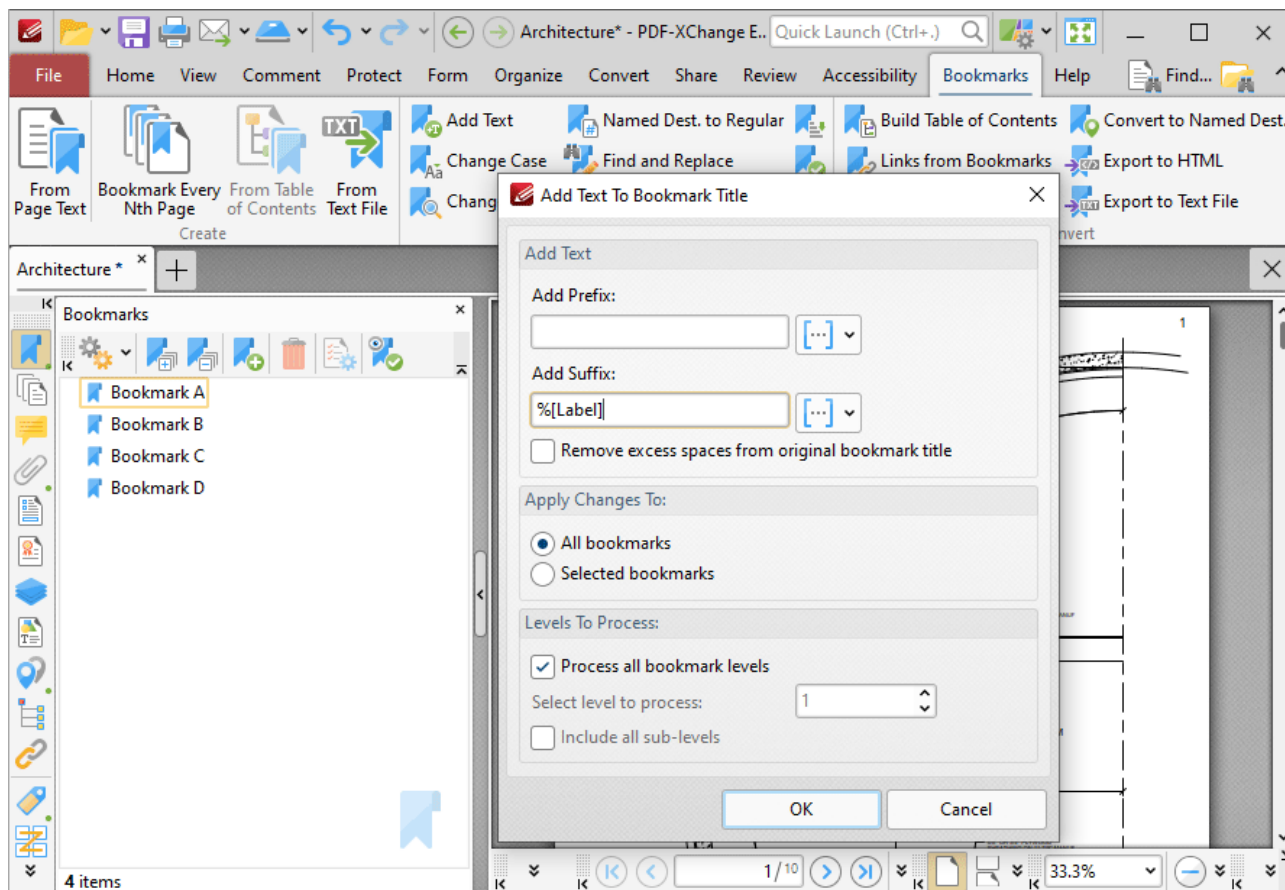 Architecture* - PDF-XChange E..
Quick Launch (Ctrl+.)
File Home View Comment Protect Form Organize Convert Share Review Accessibility Bookmarks Help Find...
From Page Text
Bookmark Every Nth Page
From Table of Contents
TXT
From Text File
Create
Add Text
Change Case
Chang
Named Dest. to Regular
Find and Replace
Build Table of Contents
Links from Bookmarks
Convert to Named Dest.
Export to HTML
Export to Text File
nvert
Architecture *
Bookmarks
Bookmark A
Bookmark B
Bookmark C
Bookmark D
4 items
Add Text To Bookmark Title
Add Text
Add Prefix:
Add Suffix:
%[Label]
Remove excess spaces from original bookmark title
Apply Changes To:
All bookmarks
Selected bookmarks
Levels To Process:
Process all bookmark levels
Select level to process: 1
Include all sub-levels
OK Cancel
1
1/10
33.3%